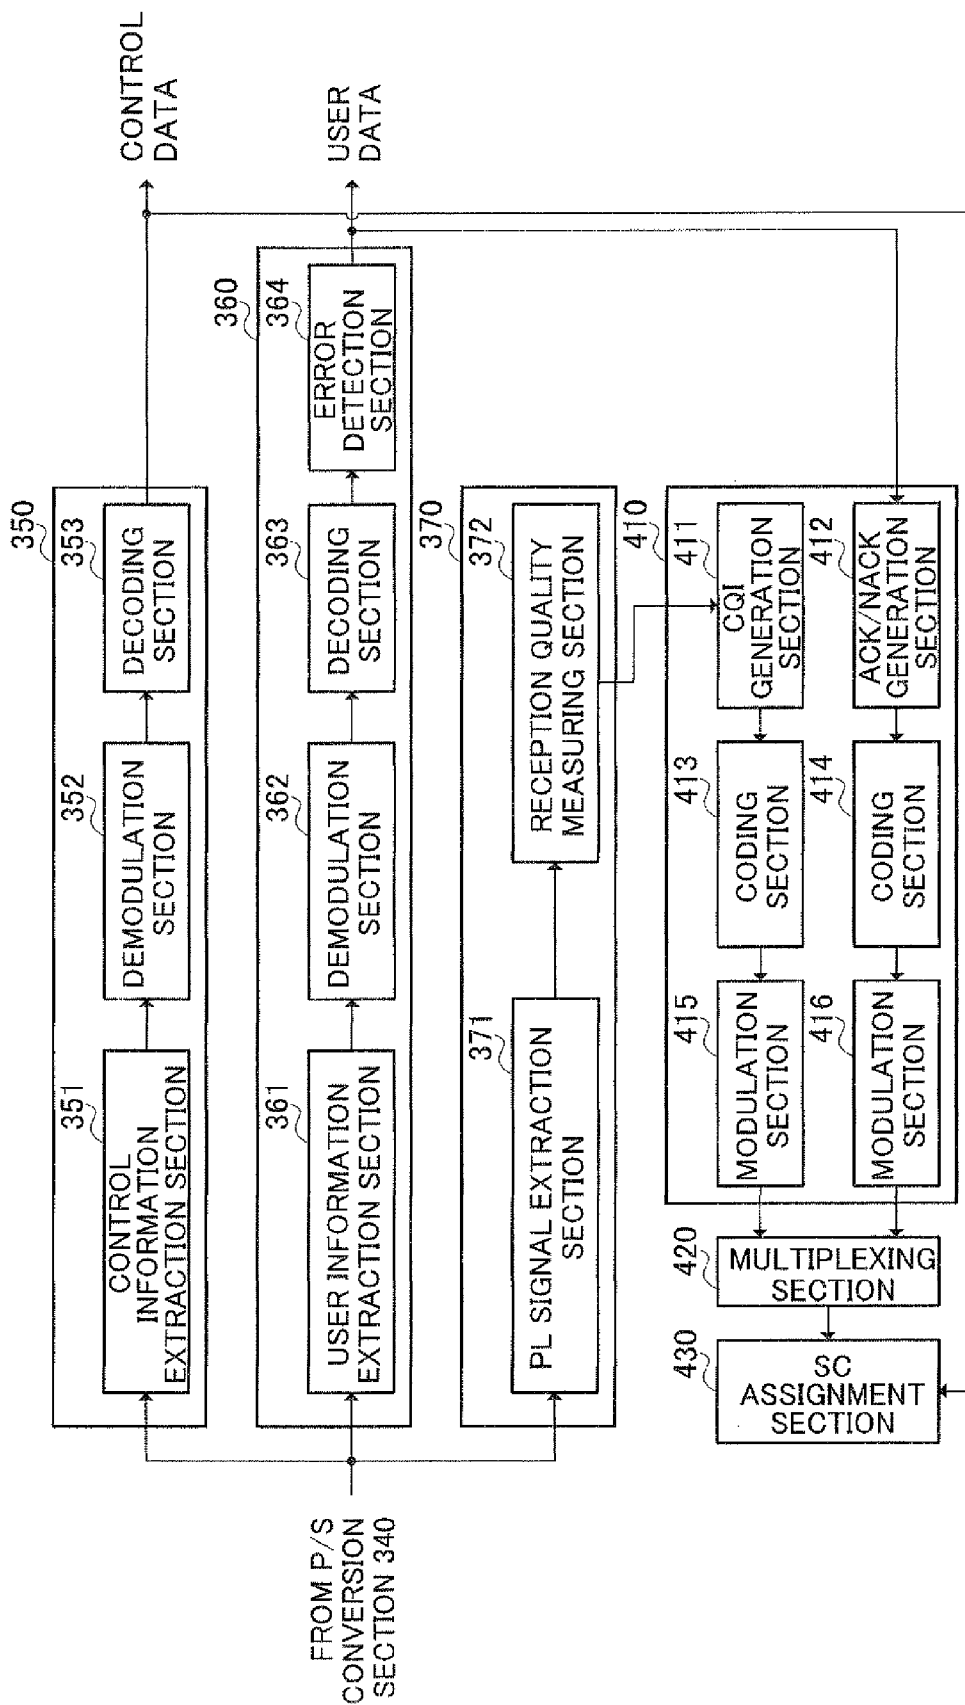 FROM P/S
CONVERSION
SECTION 340
350
351
CONTROL
INFORMATION
EXTRACTION SECTION
352
DEMODULATION
SECTION
353
DECODING
SECTION
CONTROL
DATA
360
361
USER INFORMATION
EXTRACTION SECTION
362
DEMODULATION
SECTION
363
DECODING
SECTION
364
ERROR
DETECTION
SECTION
USER
DATA
370
371
PL SIGNAL EXTRACTION
SECTION
372
RECEPTION QUALITY
MEASURING SECTION
410
411
CQI
GENERATION
SECTION
413
CODING
SECTION
415
MODULATION
SECTION
412
ACK/NACK
GENERATION
SECTION
414
CODING
SECTION
416
MODULATION
SECTION
420
MULTIPLEXING
SECTION
430
SC
ASSIGNMENT
SECTION